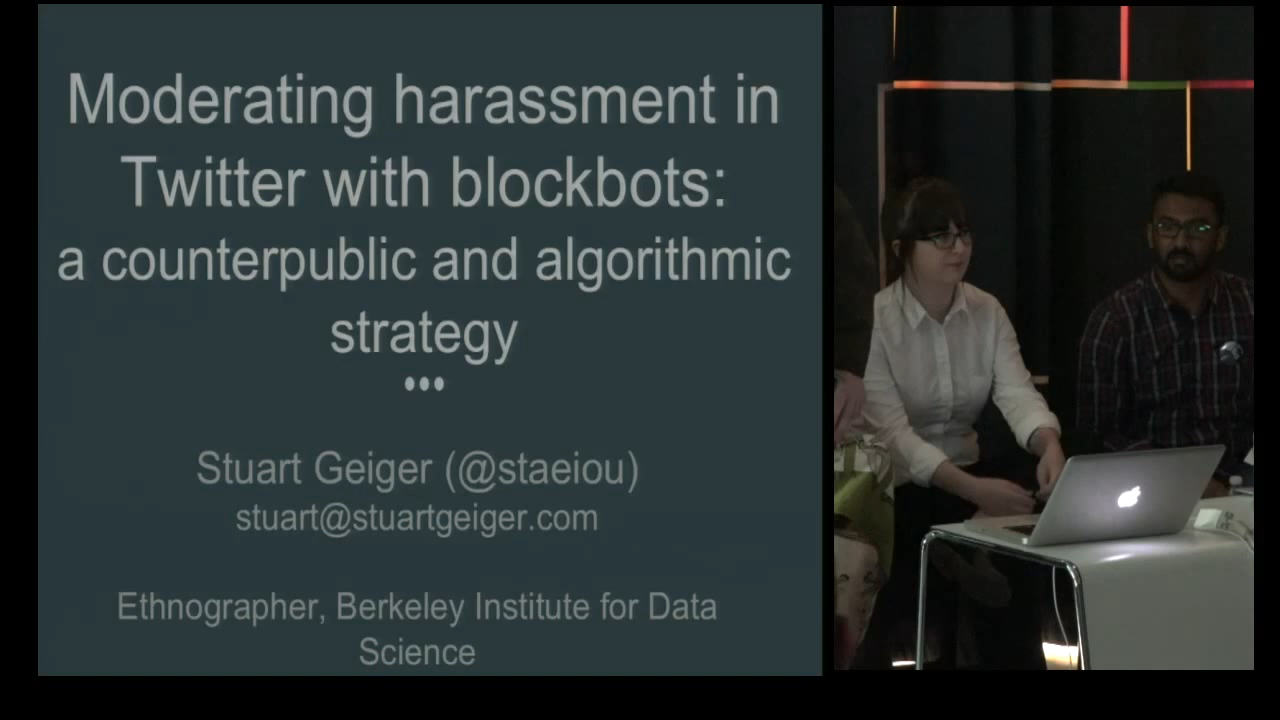 Moderating harassment in
Twitter with blockbots:
a counterpublic and algorithmic
strategy
Stuart Geiger (@staeiou)
stuart@stuartgeiger.com
Ethnographer, Berkeley Institute for Data
Science